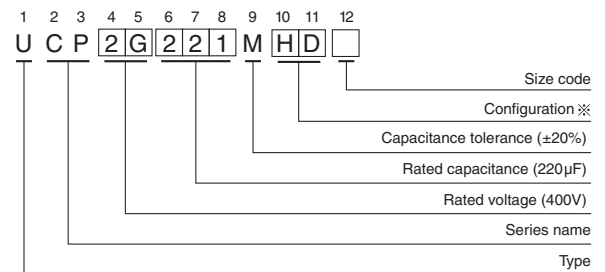 1 2 3 4 5 6 7 8 9 10 11 12
U C P 2 G 2 2 1 M H D
Size code
Configuration ※
Capacitance tolerance (±20%)
Rated capacitance (220µF)
Rated voltage (400V)
Series name
Type